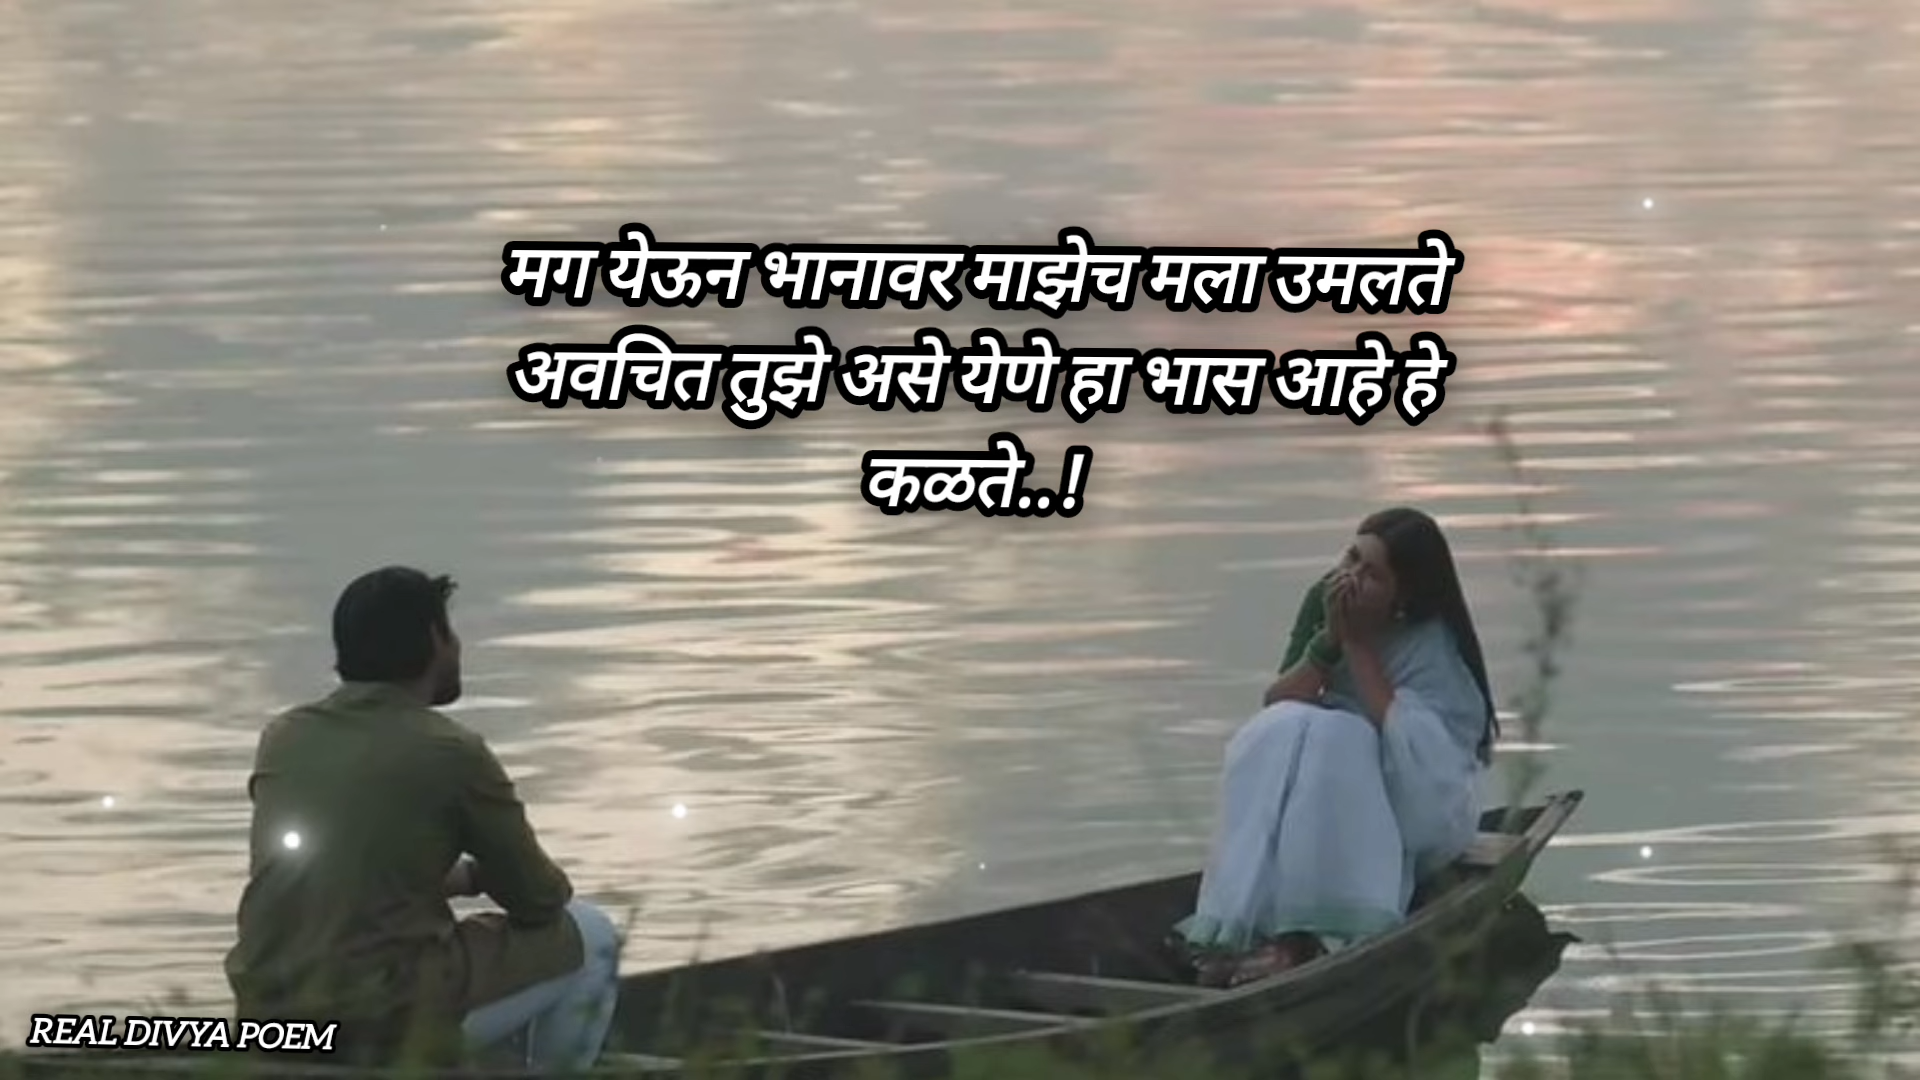 मग येऊन भानावर माझेच मला उमलते
अवचित तुझे असे येणे हा भास आहे हे
कळते..!
REAL DIVYA POEM